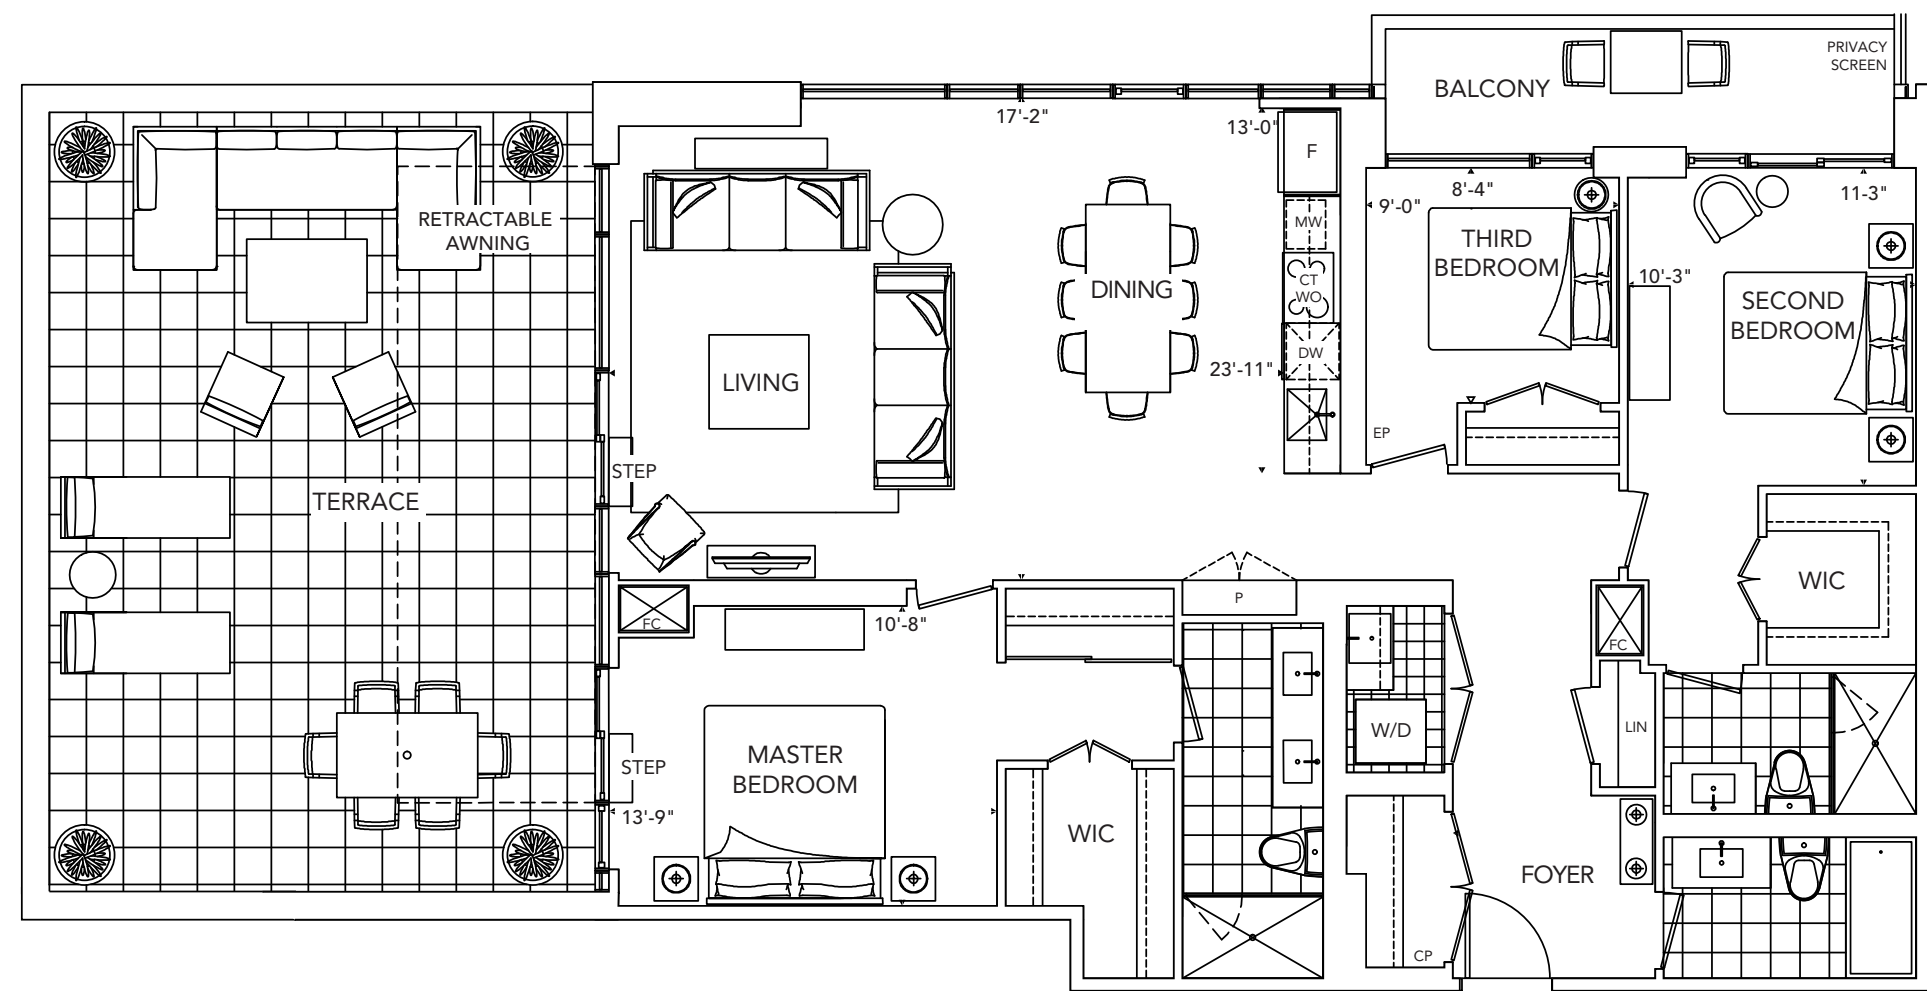 PRIVACY
SCREEN
BALCONY
17'-2"
13'-0"
F
8'-4"
11-3"
9'-0"
RETRACTABLE
AWNING
MW
THIRD
BEDROOM
CT
WO
DINING
10'-3"
SECOND
BEDROOM
DW
23'-11"
LIVING
EP
STEP
TERRACE
WIC
P
FC
10'-8"
FC
LIN
W/D
MASTER
BEDROOM
STEP
13'-9"
WIC
FOYER
CP